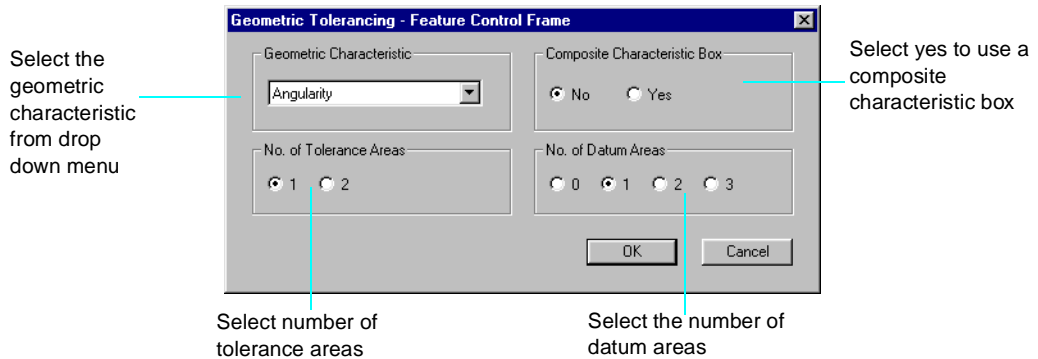 Geometric Tolerancing - Feature Control Frame
Select the
geometric
characteristic
from drop
down menu
Geometric Characteristic
Angularity
Composite Characteristic Box
No Yes
Select yes to use a
composite
characteristic box
No. of Tolerance Areas
1 2
No. of Datum Areas
0 1 2 3
OK Cancel
Select number of
tolerance areas
Select the number of
datum areas